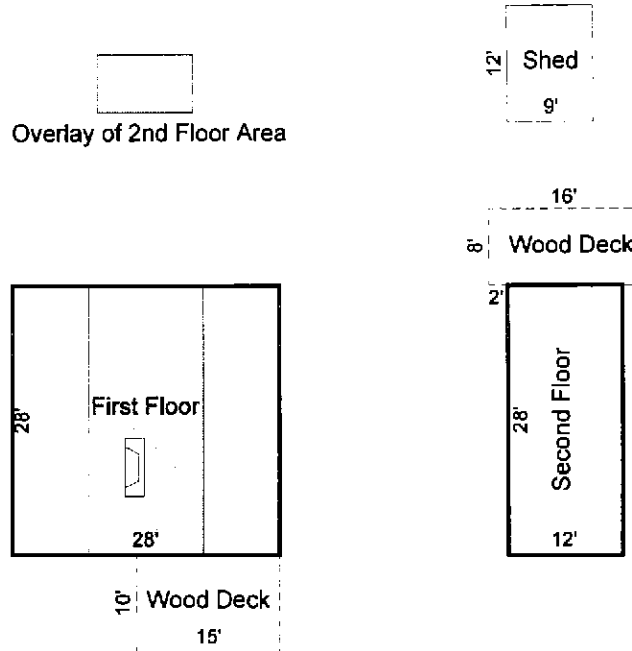 12'
Shed
9'
Overlay of 2nd Floor Area
16'
8'
Wood Deck
2'
28'
First Floor
28'
10'
Wood Deck
15'
28'
Second Floor
12'